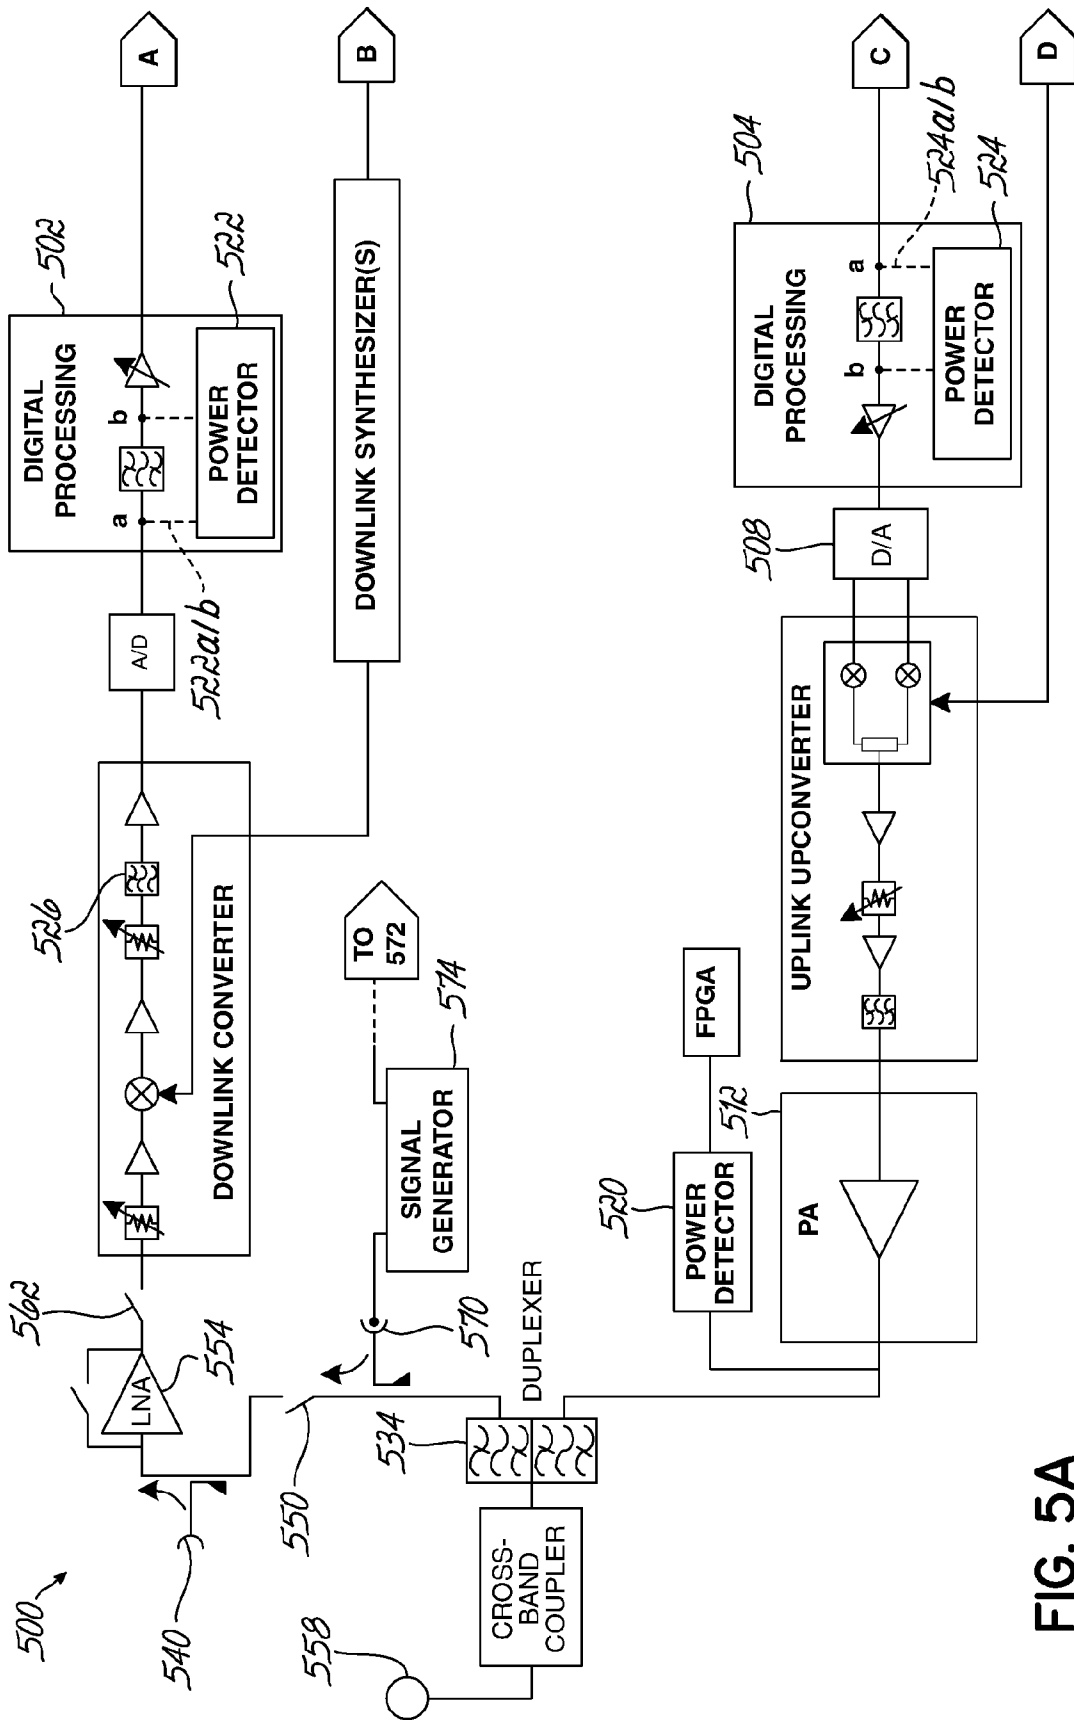 500
540
LNA
554
562
DOWNLINK CONVERTER
526
A/D
522a/b
DIGITAL
PROCESSING
a
b
POWER
DETECTOR
502
522
A
DOWNLINK SYNTHESIZER(S)
B
558
CROSS-
BAND
COUPLER
534
DUPLEXER
550
570
SIGNAL
GENERATOR
574
TO
572
POWER
DETECTOR
520
FPGA
PA
512
UPLINK UPCONVERTER
D/A
508
DIGITAL
PROCESSING
b
a
POWER
DETECTOR
504
524a/b
524
C
D
FIG. 5A